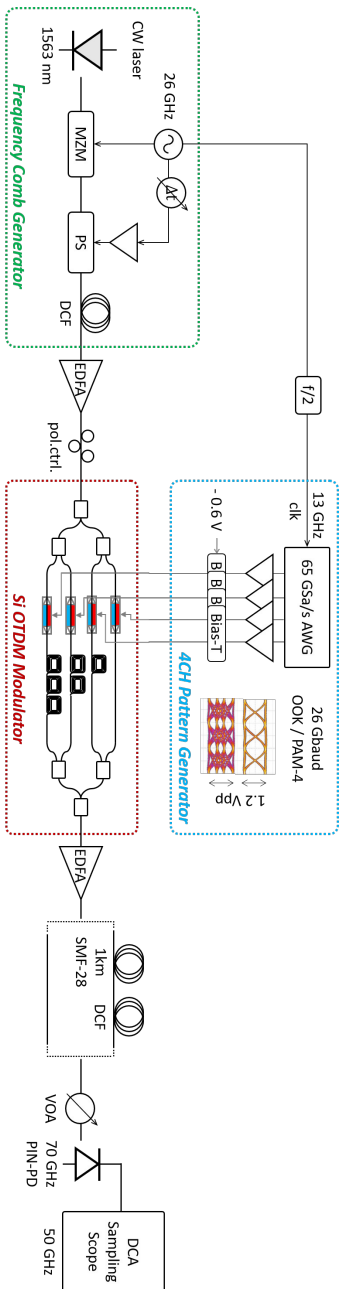 CW laser
1563 nm
26 GHz
Δt
MZM
PS
DCF
Frequency Comb Generator
EDFA
pol.ctrl.
f/2
13 GHz
clk
65 GSa/s AWG
- 0.6 V
B
B
B
Bias-T
26 Gbaud
OOK / PAM-4
1.2 Vpp
4CH Pattern Generator
Si OTDM Modulator
EDFA
1km
SMF-28
DCF
VOA
70 GHz
PIN-PD
DCA
Sampling
Scope
50 GHz